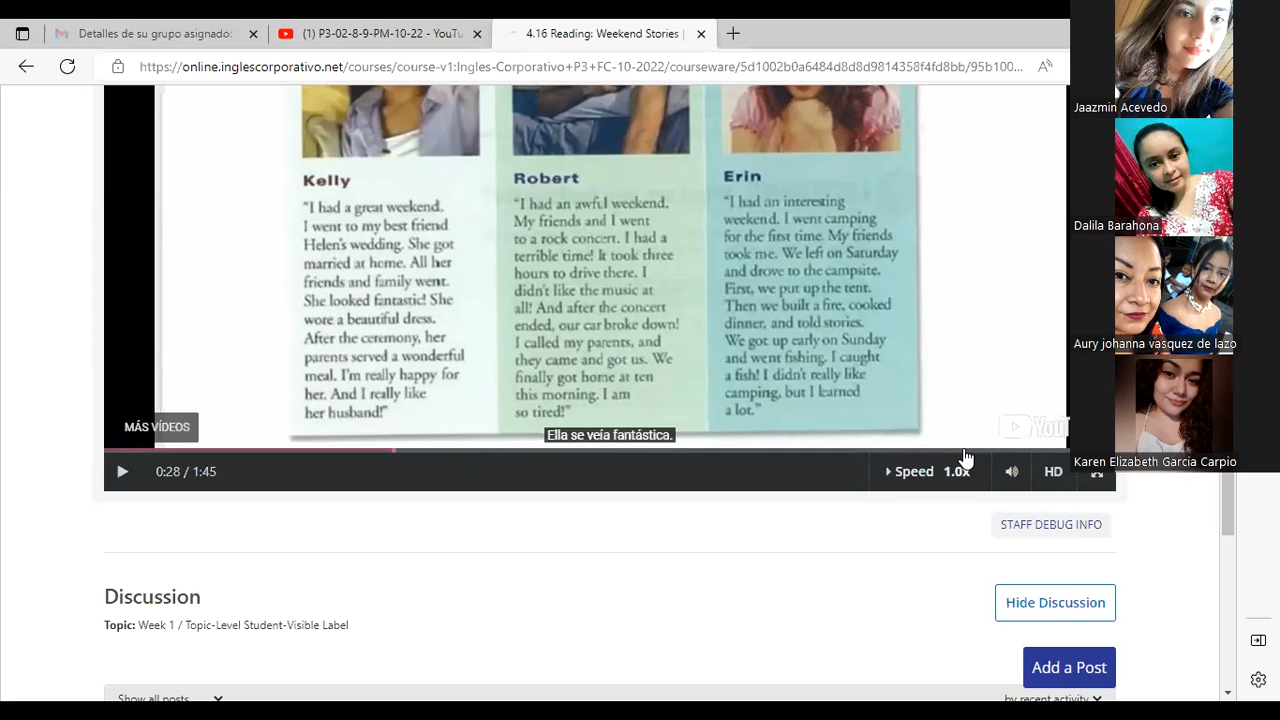 Detalles de su grupo asignado:
(1) P3-02-8-9-PM-10-22 - YouTu
4.16 Reading: Weekend Stories |
https://online.inglescorporativo.net/courses/course-v1:Ingles-Corporativo+P3+FC-10-2022/courseware/5d1002b0a6484d8d8d9814358f4fd8bb/95b100...
Kelly
"I had a great weekend.
I went to my best friend
Helen's wedding. She got
married at home. All her
friends and family went.
She looked fantastic! She
wore a beautiful dress.
After the ceremony, her
parents served a wonderful
meal. I'm really happy for
her. And I really like
her husband!"
Robert
"I had an awful weekend.
My friends and I went
to a rock concert. I had a
terrible time! It took three
hours to drive there. I
didn't like the music at
all! And after the concert
ended, our car broke down!
I called my parents, and
they came and got us. We
finally got home at ten
this morning. I am
so tired!"
Erin
"I had an interesting
weekend. I went camping
for the first time. My friends
took me. We left on Saturday
and drove to the campsite.
First, we put up the tent.
Then we built a fire, cooked
dinner, and told stories.
We got up early on Sunday
and went fishing. I caught
a fish! I didn't really like
camping, but I learned
a lot."
MÁS VÍDEOS
Ella se veía fantástica.
YouT
0:28 / 1:45
Speed 1.0x
HD
STAFF DEBUG INFO
Discussion
Hide Discussion
Topic: Week 1 / Topic-Level Student-Visible Label
Add a Post
Show all posts
by recent activity
Jaazmin Acevedo
Dalila Barahona
Aury johanna vasquez de lazo
Karen Elizabeth Garcia Carpio